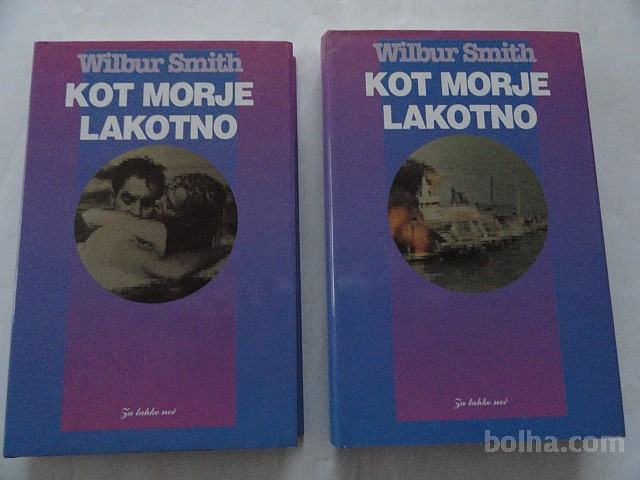 Wilbur Smith
KOT MORJE
LAKOTNO
Za lahko noč
Wilbur Smith
KOT MORJE
LAKOTNO
Za lahko noč
bolha.com